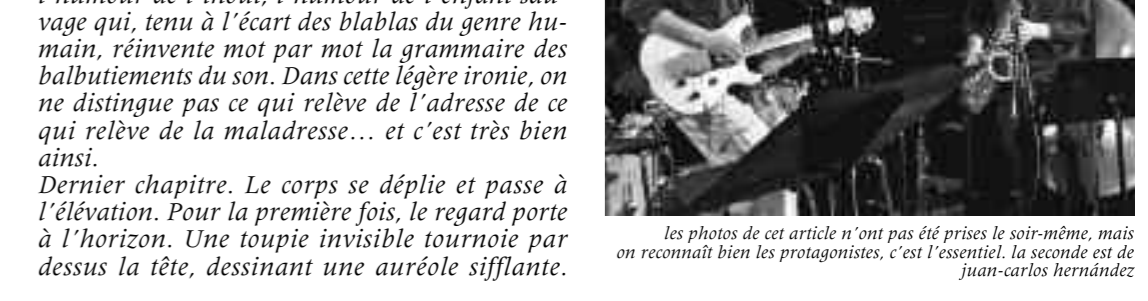 l'humour de l'inouï, l'humour de l'enfant sau-
vage qui, tenu à l'écart des blablas du genre hu-
main, réinvente mot par mot la grammaire des
balbutiements du son. Dans cette légère ironie, on
ne distingue pas ce qui relève de l'adresse de ce
qui relève de la maladresse... et c'est très bien
ainsi.
Dernier chapitre. Le corps se déplie et passe à
l'élévation. Pour la première fois, le regard porte
à l'horizon. Une toupie invisible tournoie par
dessus la tête, dessinant une auréole sifflante.
les photos de cet article n'ont pas été prises le soir-même, mais
on reconnaît bien les protagonistes, c'est l'essentiel. la seconde est de
juan-carlos hernández